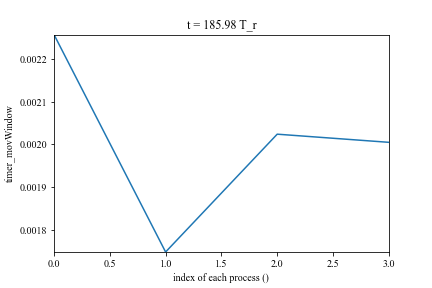 t = 185.98 T_r
0.0022
0.0021
0.0020
0.0019
0.0018
timer_movWindow
0.0 0.5 1.0 1.5 2.0 2.5 3.0
index of each process ()